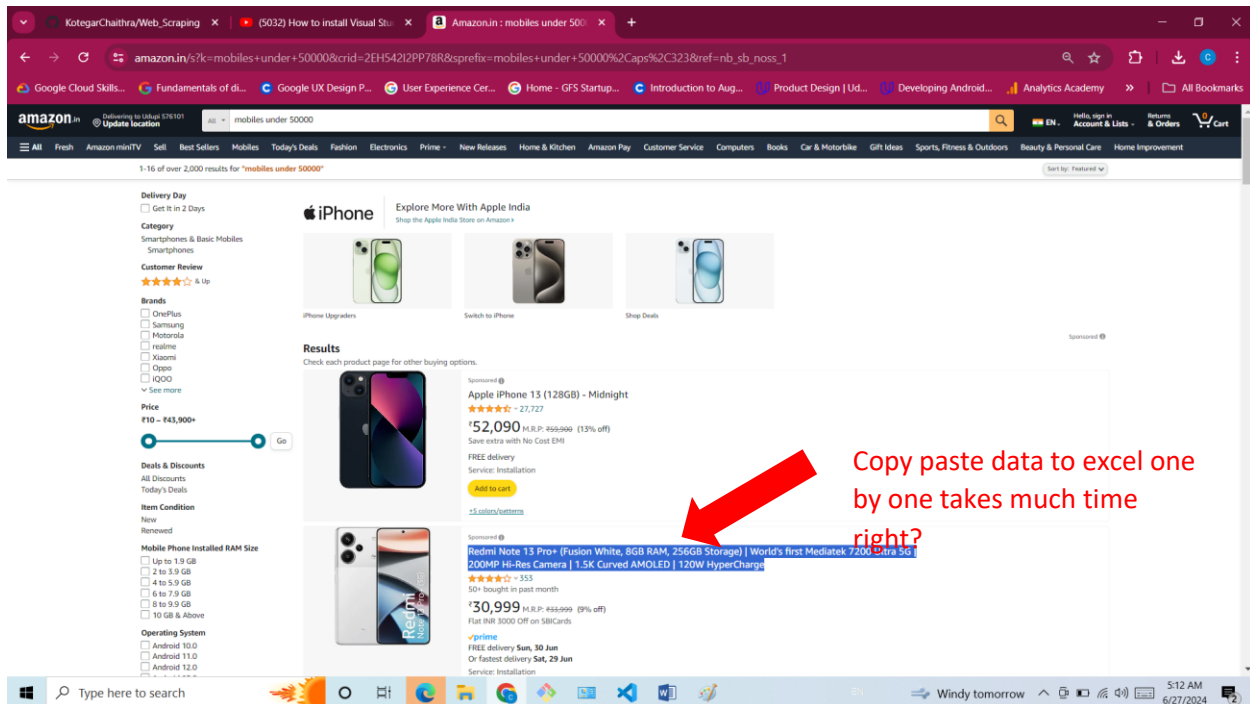 KotegarChaithra/Web_Scraping
(5032) How to install Visual Stu
Amazon.in : mobiles under 500
amazon.in/s?k=mobiles+under+50000&crid=2EH542I2PP78R&sprefix=mobiles+under+50000%2Caps%2C323&ref=nb_sb_noss_1
Google Cloud Skills...
Fundamentals of di...
Google UX Design P...
User Experience Cer...
Home - GFS Startup...
Introduction to Aug...
Product Design | Ud...
Developing Android...
Analytics Academy
All Bookmarks
amazon.in
Delivering to Udupi 576101
Update location
All
mobiles under 50000
EN
Hello, sign in
Account & Lists
Returns
& Orders
0
Cart
All Fresh Amazon miniTV Sell Best Sellers Mobiles Today's Deals Fashion Electronics Prime New Releases Home & Kitchen Amazon Pay Customer Service Computers Books Car & Motorbike Gift Ideas Sports, Fitness & Outdoors Beauty & Personal Care Home Improvement
1-16 of over 2,000 results for "mobiles under 50000"
Sort by: Featured
Delivery Day
Get It in 2 Days
Category
Smartphones & Basic Mobiles
Smartphones
Customer Review
& Up
Brands
OnePlus
Samsung
Motorola
realme
Xiaomi
Oppo
iQOO
See more
Price
₹10 – ₹43,900+
Go
Deals & Discounts
All Discounts
Today's Deals
Item Condition
New
Renewed
Mobile Phone Installed RAM Size
Up to 1.9 GB
2 to 3.9 GB
4 to 5.9 GB
6 to 7.9 GB
8 to 9.9 GB
10 GB & Above
Operating System
Android 10.0
Android 11.0
Android 12.0
iPhone
Explore More With Apple India
Shop the Apple India Store on Amazon ›
iPhone Upgraders
Switch to iPhone
Shop Deals
Sponsored
Results
Check each product page for other buying options.
Sponsored
Apple iPhone 13 (128GB) - Midnight
27,727
₹52,090 M.R.P: ₹59,900 (13% off)
Save extra with No Cost EMI
FREE delivery
Service: Installation
Add to cart
+5 colors/patterns
Sponsored
Redmi Note 13 Pro+ (Fusion White, 8GB RAM, 256GB Storage) | World's first Mediatek 7200 Ultra 5G |
200MP Hi-Res Camera | 1.5K Curved AMOLED | 120W HyperCharge
353
50+ bought in past month
₹30,999 M.R.P: ₹33,999 (9% off)
Flat INR 3000 Off on SBICards
prime
FREE delivery Sun, 30 Jun
Or fastest delivery Sat, 29 Jun
Service: Installation
Redmi
Copy paste data to excel one
by one takes much time
right?
Type here to search
EN
Windy tomorrow
5:12 AM
6/27/2024
2